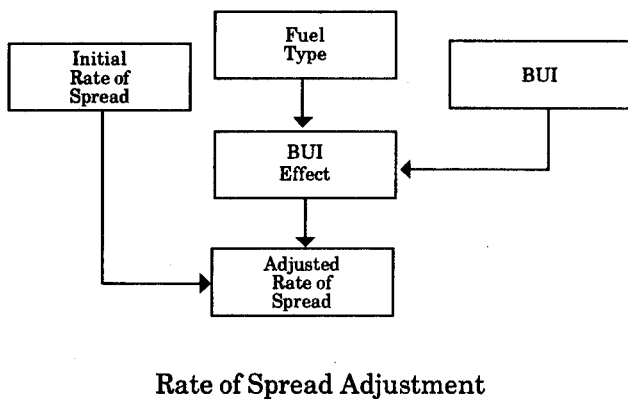 Fuel
Type
Initial
Rate of
Spread
BUI
BUI
Effect
Adjusted
Rate of
Spread
Rate of Spread Adjustment